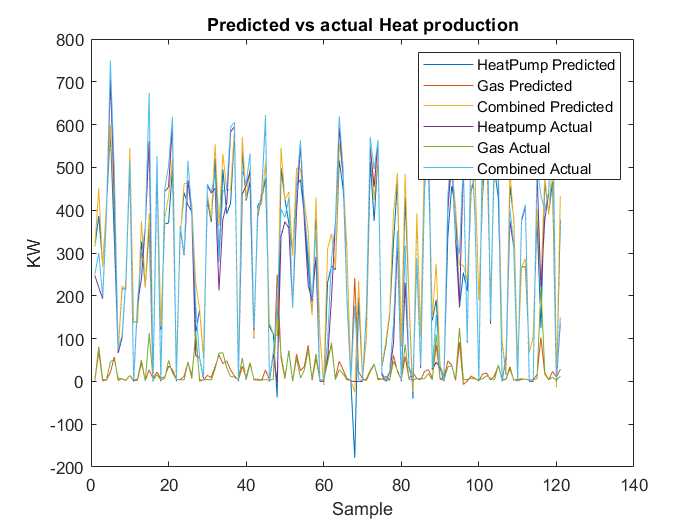 Predicted vs actual Heat production
800
700
600
500
400
300
200
100
0
-100
-200
KW
HeatPump Predicted
Gas Predicted
Combined Predicted
Heatpump Actual
Gas Actual
Combined Actual
0 20 40 60 80 100 120 140
Sample